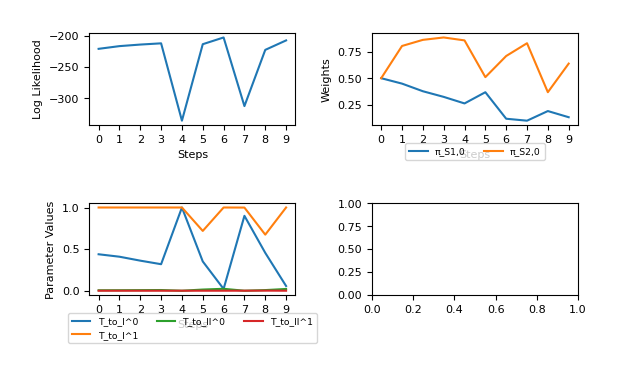 −200
−250
−300
Log Likelihood
0 1 2 3 4 5 6 7 8 9
Steps
0.75
0.50
0.25
Weights
0 1 2 3 4 5 6 7 8 9
Steps
π_S1,0 π_S2,0
1.0
0.5
0.0
Parameter Values
0 1 2 3 4 5 6 7 8 9
Steps
T_to_I^0 T_to_II^0 T_to_II^1
T_to_I^1
1.00
0.75
0.50
0.25
0.00
0.0 0.2 0.4 0.6 0.8 1.0